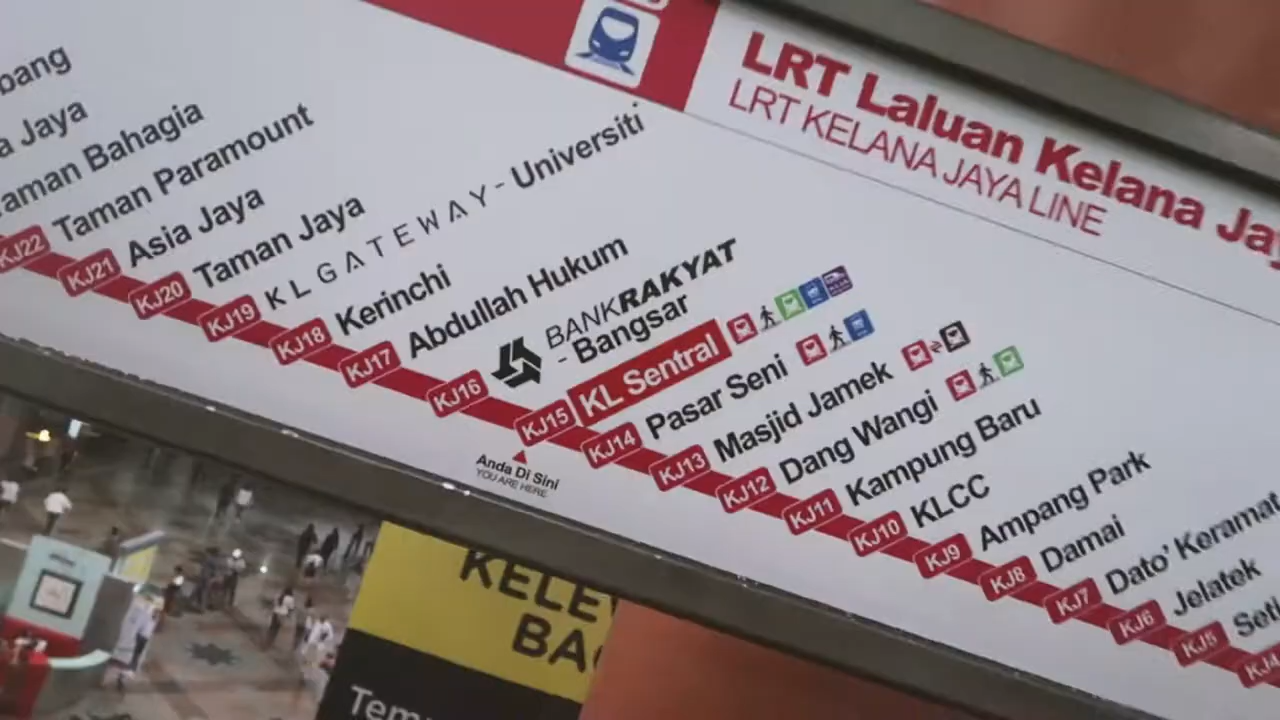 LRT Laluan Kelana
LRT KELANA JAYA LINE
Jaya
Taman Bahagia
KJ22 Taman Paramount
KJ21 Asia Jaya
KJ20 Taman Jaya
KJ19 KL GATEWAY - Universiti
KJ18 Kerinchi
KJ17 Abdullah Hukum
KJ16 BANKRAKYAT
- Bangsar
KJ15 KL Sentral
Anda Di Sini
YOU ARE HERE
KJ14 Pasar Seni
KJ13 Masjid Jamek
KJ12 Dang Wangi
KJ11 Kampung Baru
KJ10 KLCC
KJ9 Ampang Park
KJ8 Damai
KJ7 Dato' Keramat
KJ6 Jelatek
KJ5
KJ4